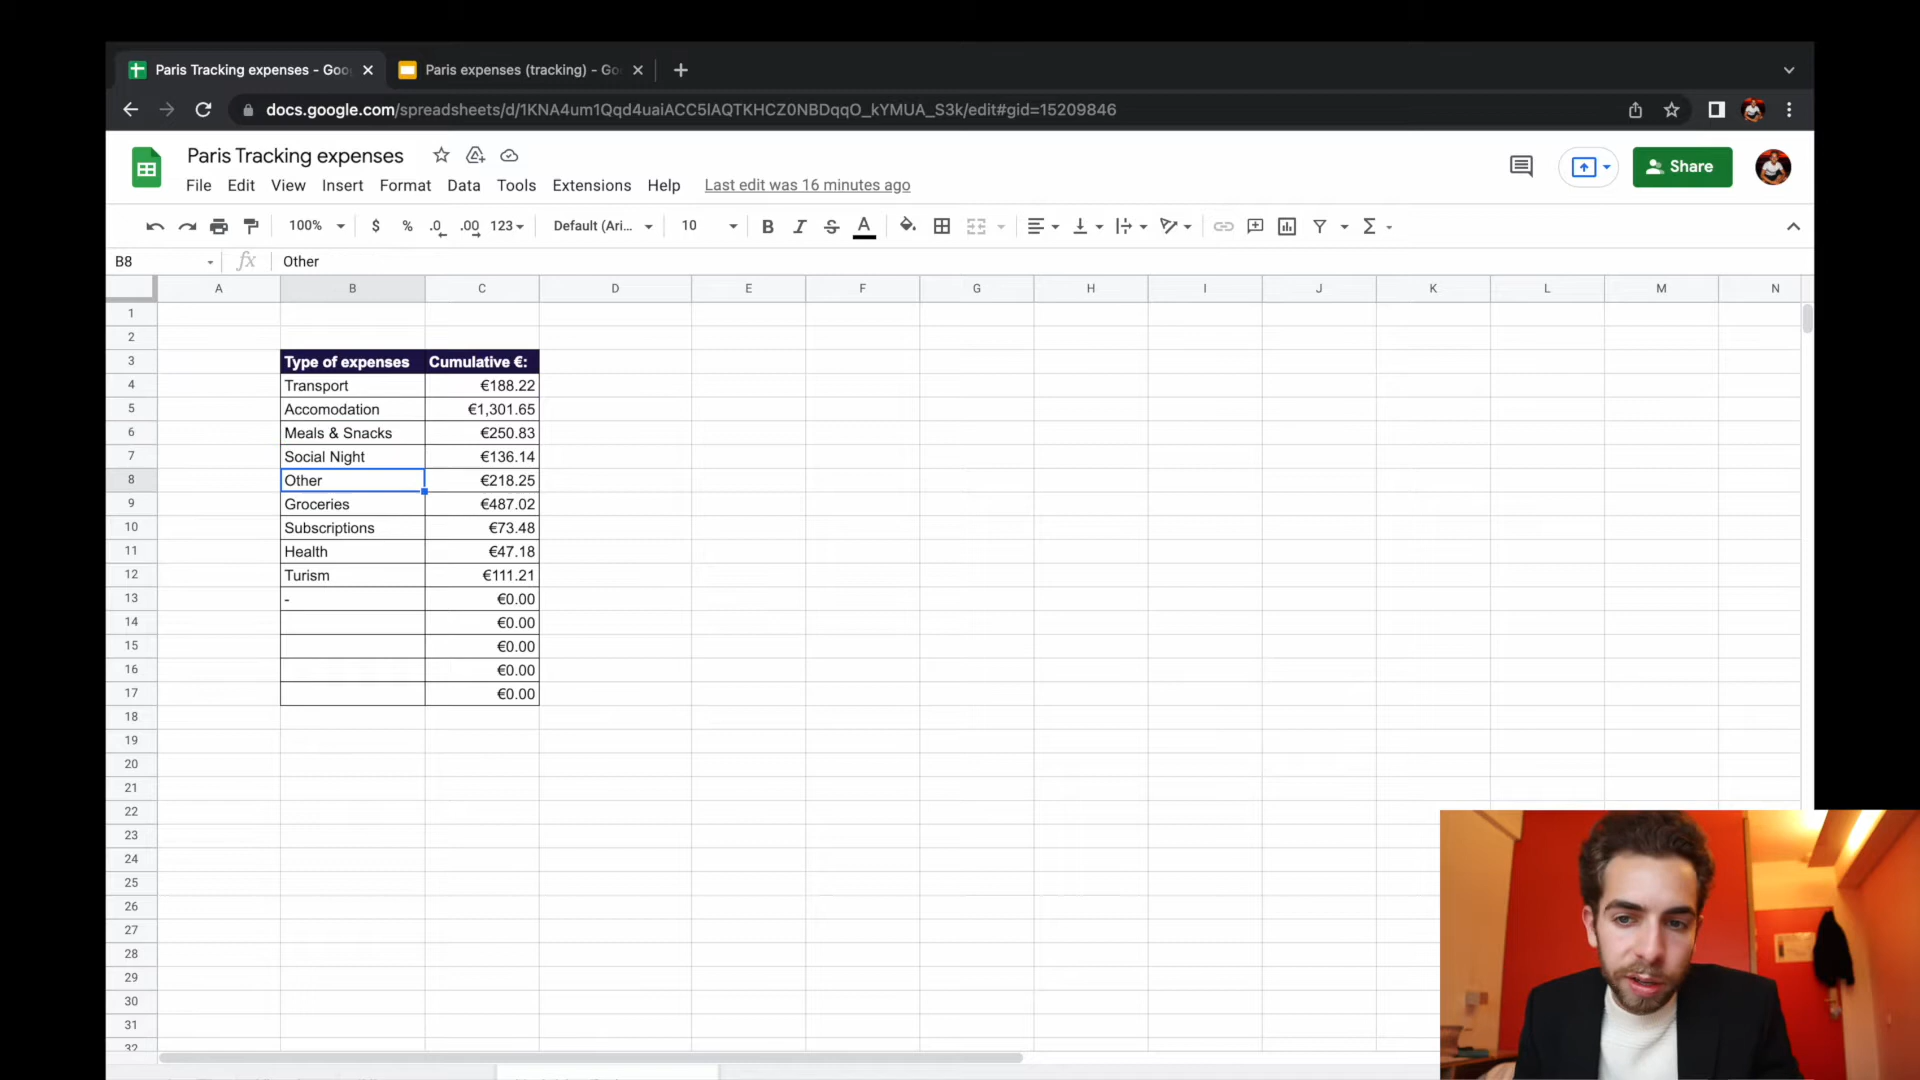 Paris Tracking expenses - Goo
Paris expenses (tracking) - Go
docs.google.com/spreadsheets/d/1KNA4um1Qqd4uaiACC5lAQTKHCZ0NBDqqO_kYMUA_S3k/edit#gid=15209846
Paris Tracking expenses
File Edit View Insert Format Data Tools Extensions Help Last edit was 16 minutes ago
Share
100% $ % .0 .00 123 Default (Ari... 10 B I S A Σ
B8 fx Other
A B C D E F G H I J K L M N
1
2
3 Type of expenses Cumulative €:
4 Transport €188.22
5 Accomodation €1,301.65
6 Meals & Snacks €250.83
7 Social Night €136.14
8 Other €218.25
9 Groceries €487.02
10 Subscriptions €73.48
11 Health €47.18
12 Turism €111.21
13 - €0.00
14 €0.00
15 €0.00
16 €0.00
17 €0.00
18
19
20
21
22
23
24
25
26
27
28
29
30
31
32